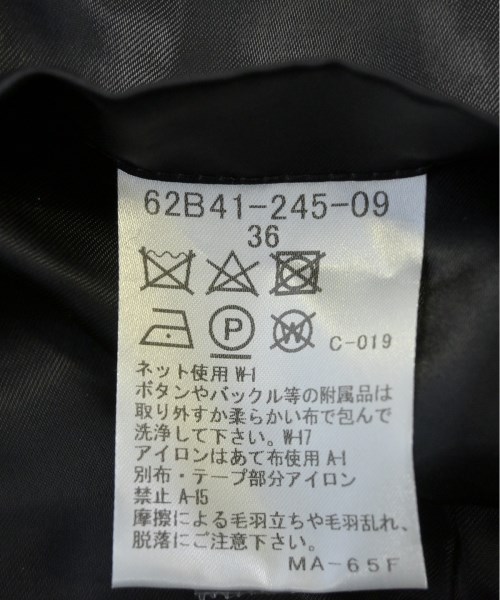 62B41-245-09
36
P W C-019
ネット使用 W-1
ボタンやバックル等の附属品は
取り外すか柔らかい布で包んで
洗浄して下さい。W-17
アイロンはあて布使用 A-1
別布・テープ部分アイロン
禁止 A-15
摩擦による毛羽立ちや毛羽乱れ、
脱落にご注意下さい。
MA-65F